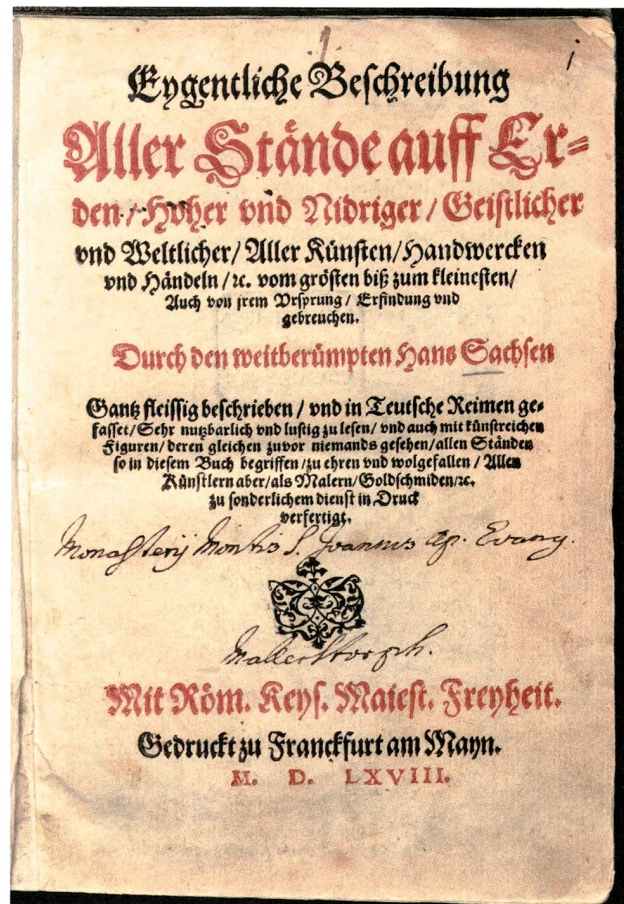 i
Eygentliche Beschreibung
Aller Stände auff Er-
den / Hoher vnd Nidriger / Geistlicher
vnd Weltlicher / Aller Künsten / Handwercken
vnd Händeln / ꝛc. vom grösten biß zum kleinesten /
Auch von jrem Vrsprung / Erfindung vnd
gebreuchen.
Durch den weitberümpten Hans Sachsen
Gantz fleissig beschrieben / vnd in Teutsche Reimen ge-
fasset / Sehr nutzbarlich vnd lustig zu lesen / vnd auch mit künstreichen
Figuren / deren gleichen zuvor niemands gesehen / allen Ständen
so in diesem Buch begriffen / zu ehren vnd wolgefallen / Allen
Künstlern aber / als Malern / Goldschmiden / ꝛc.
zu sonderlichem dienst in Druck
verfertigt.
Monasterij Montis S. Joannis Ap. Evang.
Mallerstorph.
Mit Röm. Keys. Maiest. Freyheit.
Gedruckt zu Franckfurt am Mayn.
M. D. LXVIII.